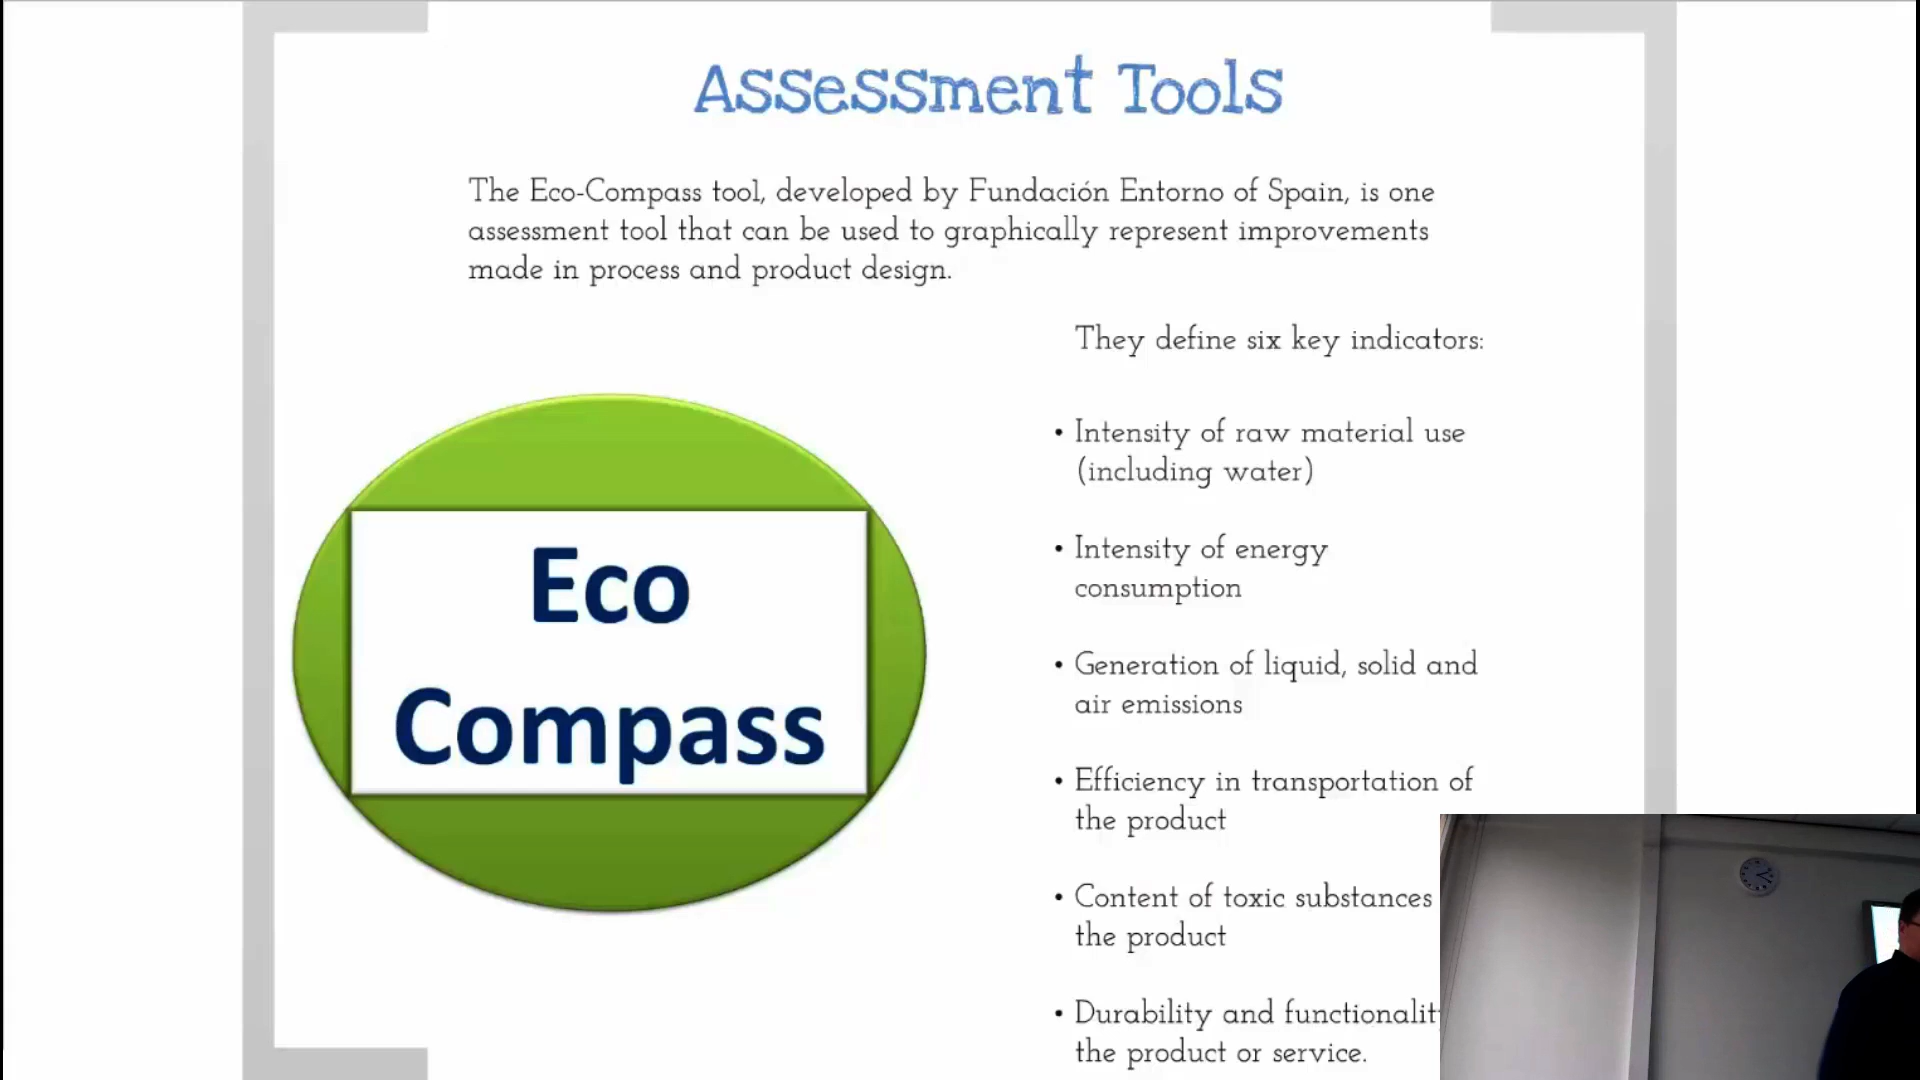 Assessment Tools
The Eco-Compass tool, developed by Fundación Entorno of Spain, is one
assessment tool that can be used to graphically represent improvements
made in process and product design.
They define six key indicators:
• Intensity of raw material use
(including water)
• Intensity of energy
consumption
• Generation of liquid, solid and
air emissions
• Efficiency in transportation of
the product
• Content of toxic substances
the product
• Durability and functionalit
the product or service.
Eco
Compass